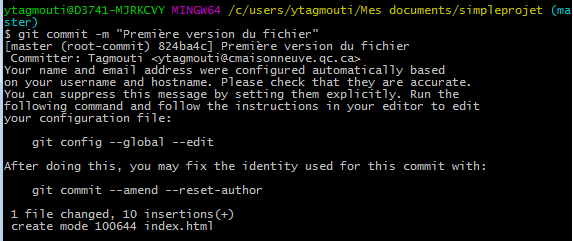 ytagmouti@D3741-MJRKCVY MINGW64 /c/users/ytagmouti/Mes documents/simpleprojet (ma
ster)
$ git commit -m "Première version du fichier"
[master (root-commit) 824ba4c] Première version du fichier
 Committer: Tagmouti <ytagmouti@cmaisonneuve.qc.ca>
Your name and email address were configured automatically based
on your username and hostname. Please check that they are accurate.
You can suppress this message by setting them explicitly. Run the
following command and follow the instructions in your editor to edit
your configuration file:

    git config --global --edit

After doing this, you may fix the identity used for this commit with:

    git commit --amend --reset-author

 1 file changed, 10 insertions(+)
 create mode 100644 index.html